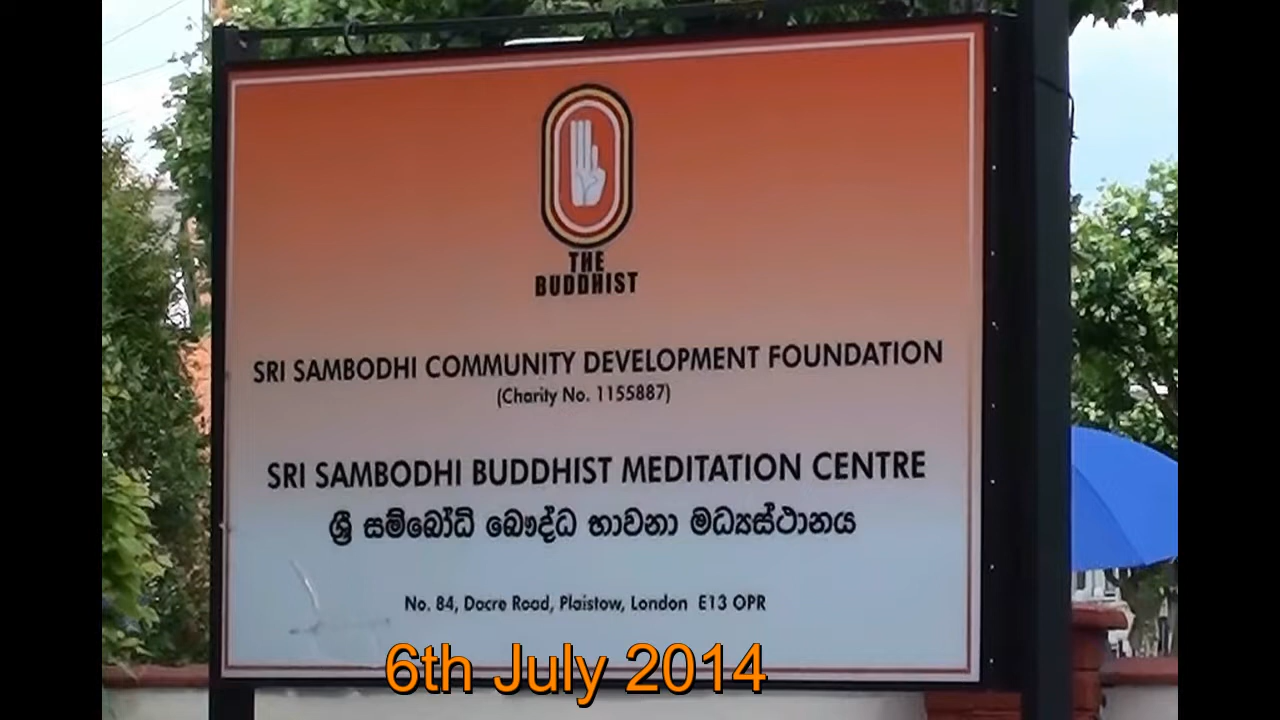 THE
BUDDHIST
SRI SAMBODHI COMMUNITY DEVELOPMENT FOUNDATION
(Charity No. 1155887)
SRI SAMBODHI BUDDHIST MEDITATION CENTRE
ශ්‍රී සම්බෝධි බෞද්ධ භාවනා මධ්‍යස්ථානය
No. 84, Dacre Road, Plaistow, London E13 OPR
6th July 2014